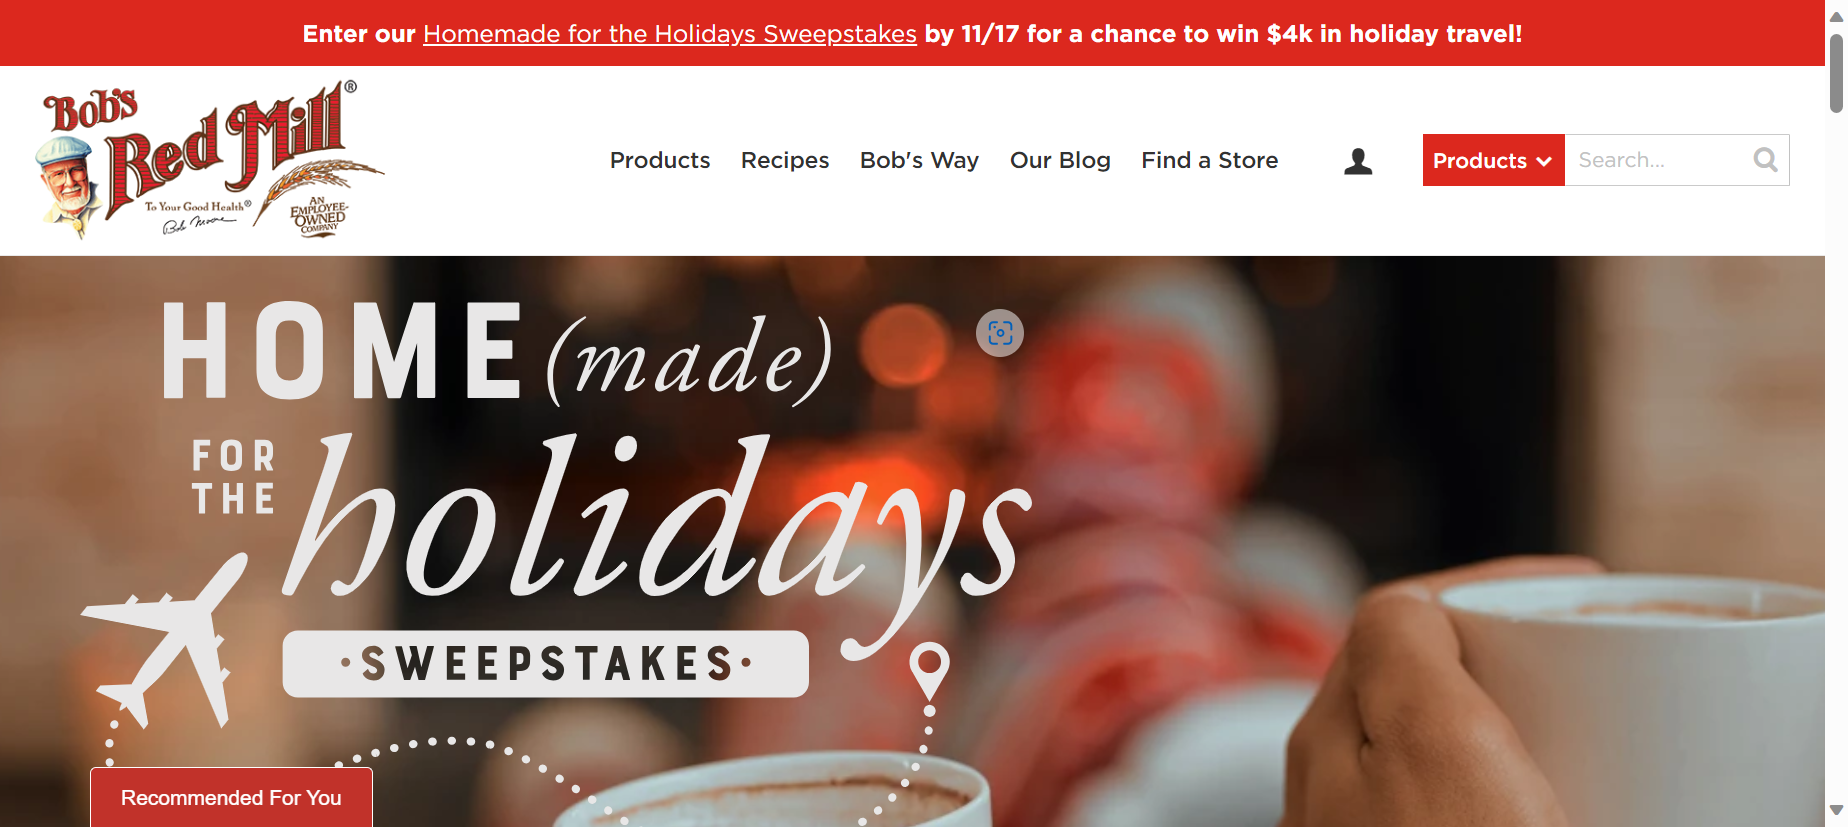 Enter our Homemade for the Holidays Sweepstakes by 11/17 for a chance to win $4k in holiday travel!
Bob's
Red Mill®
To Your Good Health®
Bob Moore
AN
EMPLOYEE-
OWNED
COMPANY
Products Recipes Bob's Way Our Blog Find a Store
Products Search...
HOME (made)
FOR
THE
holidays
·SWEEPSTAKES·
Recommended For You